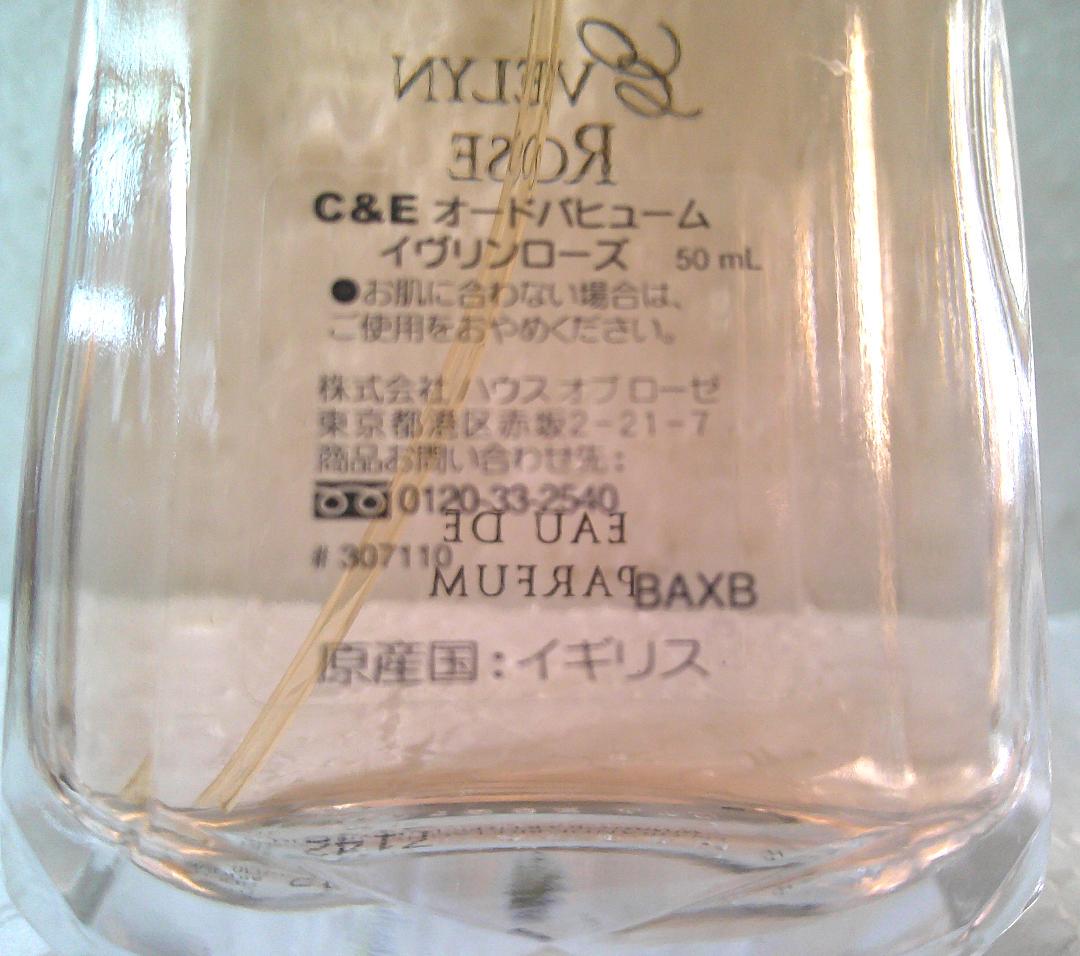 EVELYN
ROSE
C&E オードパヒューム
イヴリンローズ 50 mL
●お肌に合わない場合は、
ご使用をおやめください。
株式会社 ハウス オブ ローゼ
東京都港区赤坂2-21-7
商品お問い合わせ先:
0120-33-2540
EAU DE
# 307110
PARFUM
BAXB
原産国:イギリス